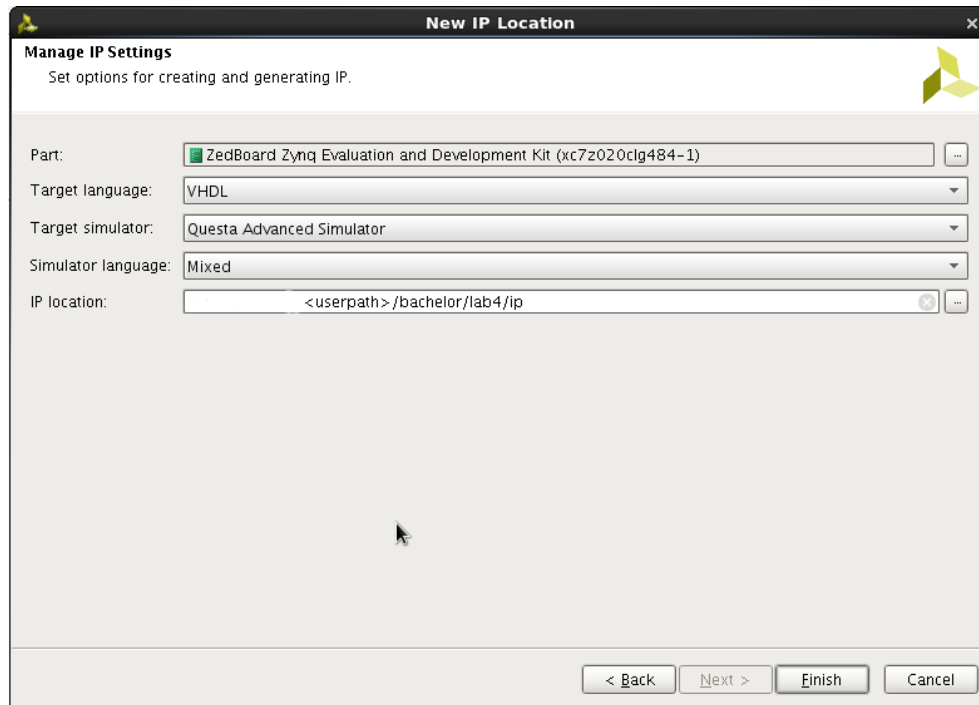 New IP Location
Manage IP Settings
Set options for creating and generating IP.
Part: ZedBoard Zynq Evaluation and Development Kit (xc7z020clg484-1) ...
Target language: VHDL
Target simulator: Questa Advanced Simulator
Simulator language: Mixed
IP location: <userpath>/bachelor/lab4/ip ...
< Back Next > Finish Cancel